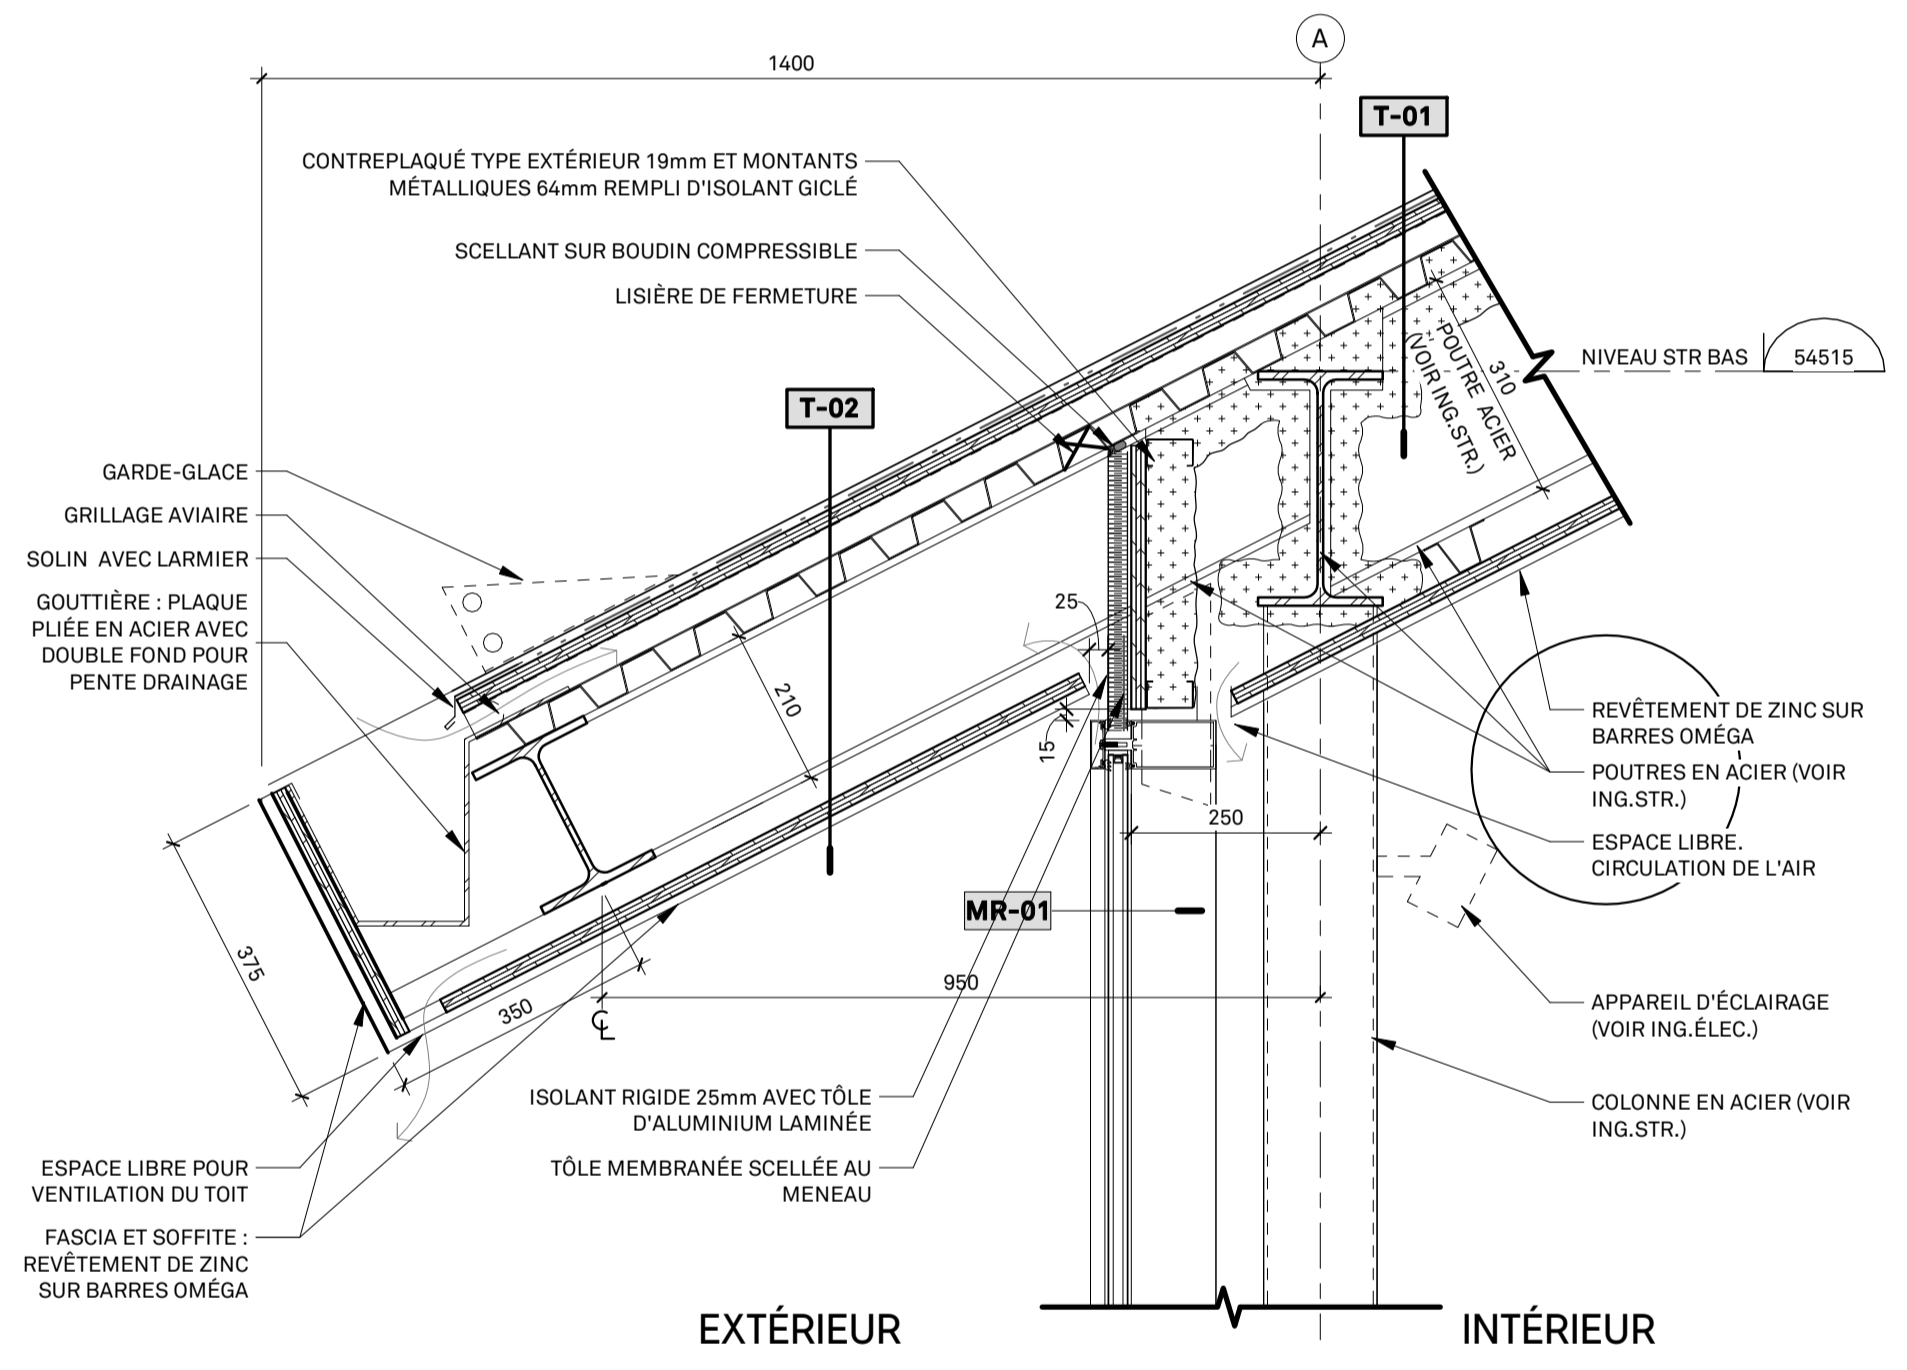 A
1400
T-01
CONTREPLAQUÉ TYPE EXTÉRIEUR 19mm ET MONTANTS
MÉTALLIQUES 64mm REMPLI D'ISOLANT GICLÉ
SCELLANT SUR BOUDIN COMPRESSIBLE
LISIÈRE DE FERMETURE
NIVEAU STR BAS
54515
310
POUTRE ACIER
(VOIR ING.STR.)
T-02
GARDE-GLACE
GRILLAGE AVIAIRE
SOLIN AVEC LARMIER
GOUTTIÈRE : PLAQUE
PLIÉE EN ACIER AVEC
DOUBLE FOND POUR
PENTE DRAINAGE
25
210
15
250
REVÊTEMENT DE ZINC SUR
BARRES OMÉGA
POUTRES EN ACIER (VOIR
ING.STR.)
ESPACE LIBRE.
CIRCULATION DE L'AIR
MR-01
375
350
950
CL
APPAREIL D'ÉCLAIRAGE
(VOIR ING.ÉLEC.)
ISOLANT RIGIDE 25mm AVEC TÔLE
D'ALUMINIUM LAMINÉE
COLONNE EN ACIER (VOIR
ING.STR.)
TÔLE MEMBRANÉE SCELLÉE AU
MENEAU
ESPACE LIBRE POUR
VENTILATION DU TOIT
FASCIA ET SOFFITE :
REVÊTEMENT DE ZINC
SUR BARRES OMÉGA
EXTÉRIEUR
INTÉRIEUR